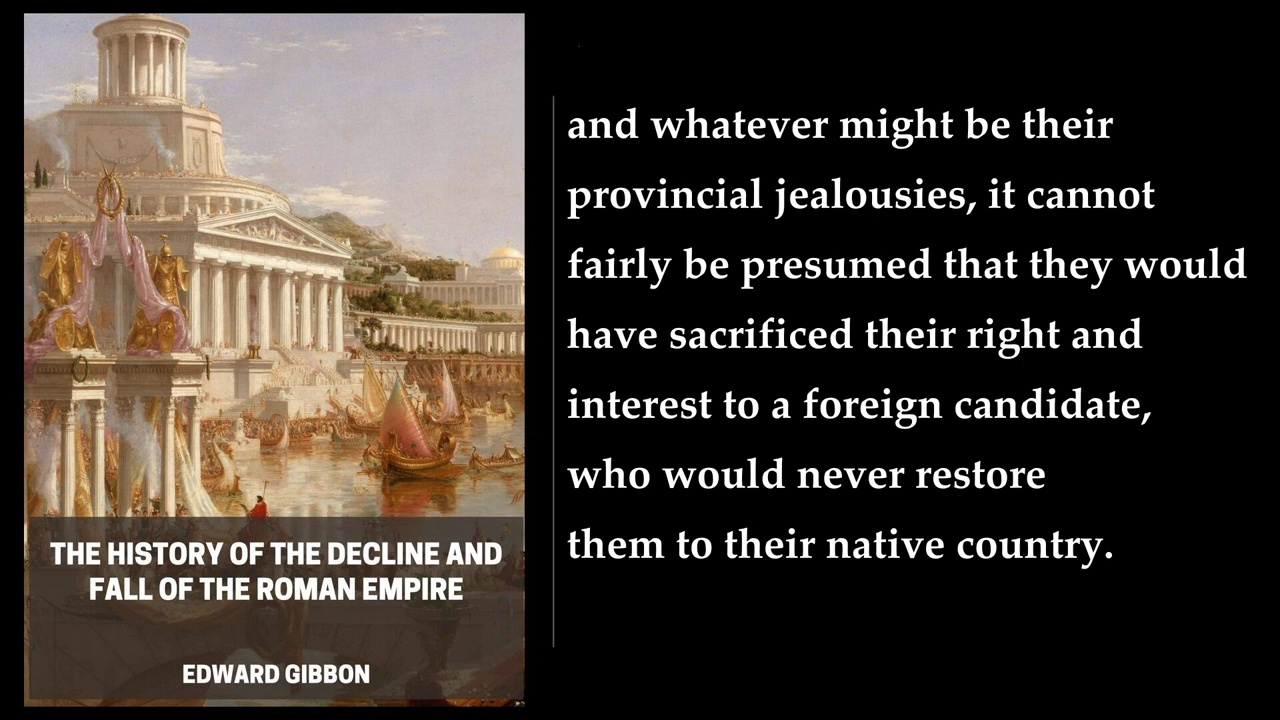 THE HISTORY OF THE DECLINE AND
FALL OF THE ROMAN EMPIRE
EDWARD GIBBON
and whatever might be their
provincial jealousies, it cannot
fairly be presumed that they would
have sacrificed their right and
interest to a foreign candidate,
who would never restore
them to their native country.